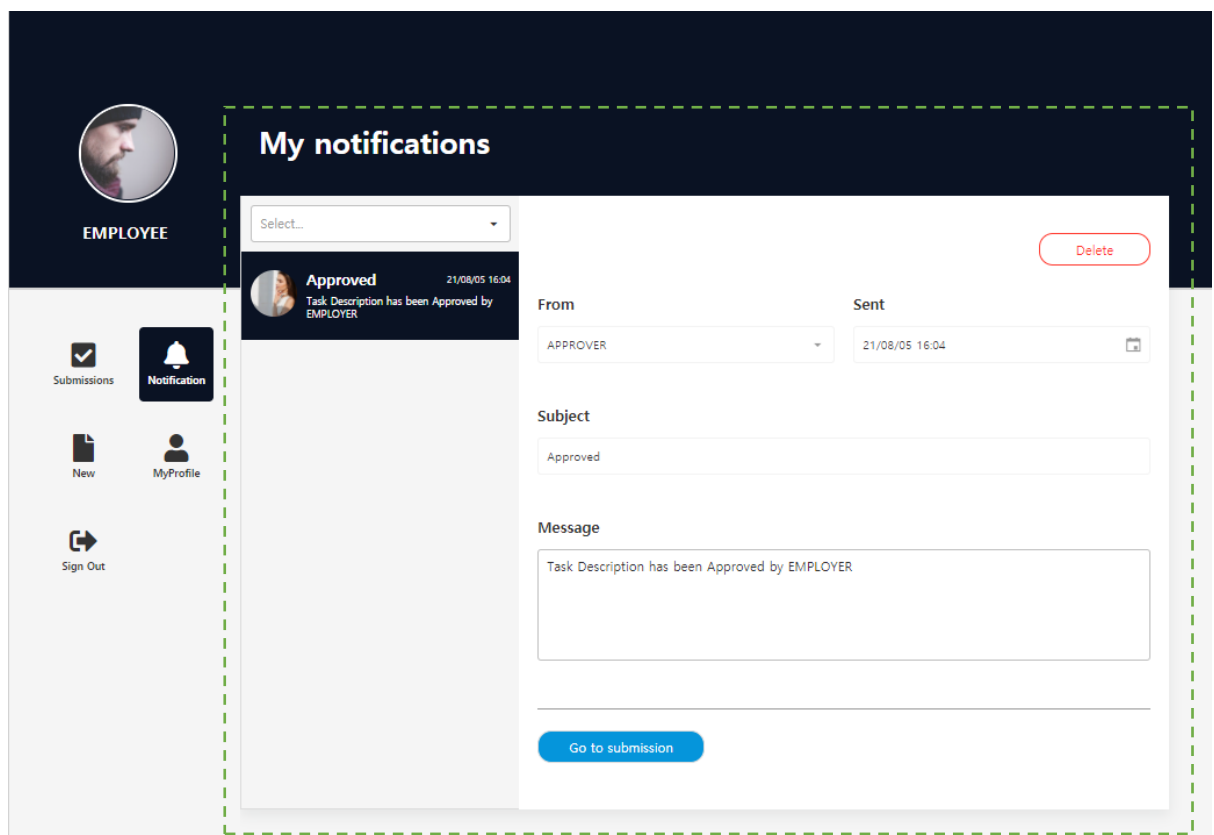 My notifications
EMPLOYEE
Submissions
Notification
New
MyProfile
Sign Out
Select...
Approved
21/08/05 16:04
Task Description has been Approved by
EMPLOYER
Delete
From
Sent
APPROVER
21/08/05 16:04
Subject
Approved
Message
Task Description has been Approved by EMPLOYER
Go to submission